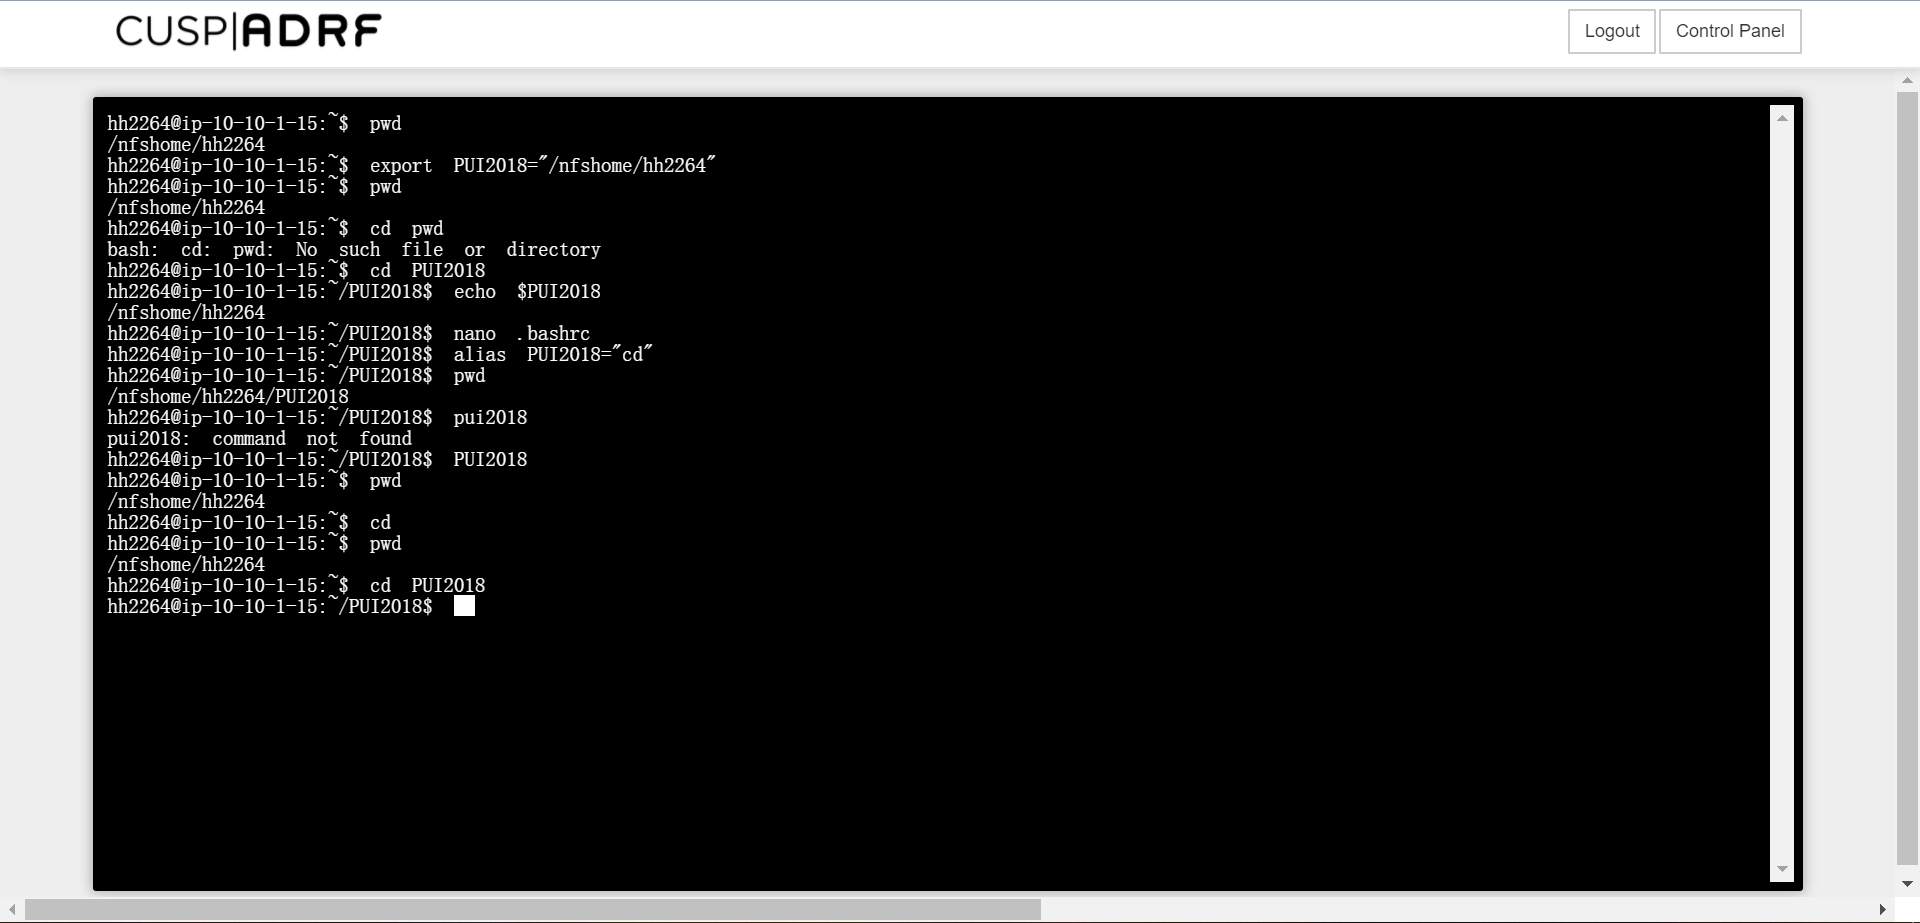 CUSP|ADRF
Logout
Control Panel
hh2264@ip-10-10-1-15:~$ pwd
/nfshome/hh2264
hh2264@ip-10-10-1-15:~$ export PUI2018="/nfshome/hh2264"
hh2264@ip-10-10-1-15:~$ pwd
/nfshome/hh2264
hh2264@ip-10-10-1-15:~$ cd pwd
bash: cd: pwd: No such file or directory
hh2264@ip-10-10-1-15:~$ cd PUI2018
hh2264@ip-10-10-1-15:~/PUI2018$ echo $PUI2018
/nfshome/hh2264
hh2264@ip-10-10-1-15:~/PUI2018$ nano .bashrc
hh2264@ip-10-10-1-15:~/PUI2018$ alias PUI2018="cd"
hh2264@ip-10-10-1-15:~/PUI2018$ pwd
/nfshome/hh2264/PUI2018
hh2264@ip-10-10-1-15:~/PUI2018$ pui2018
pui2018: command not found
hh2264@ip-10-10-1-15:~/PUI2018$ PUI2018
hh2264@ip-10-10-1-15:~$ pwd
/nfshome/hh2264
hh2264@ip-10-10-1-15:~$ cd
hh2264@ip-10-10-1-15:~$ pwd
/nfshome/hh2264
hh2264@ip-10-10-1-15:~$ cd PUI2018
hh2264@ip-10-10-1-15:~/PUI2018$